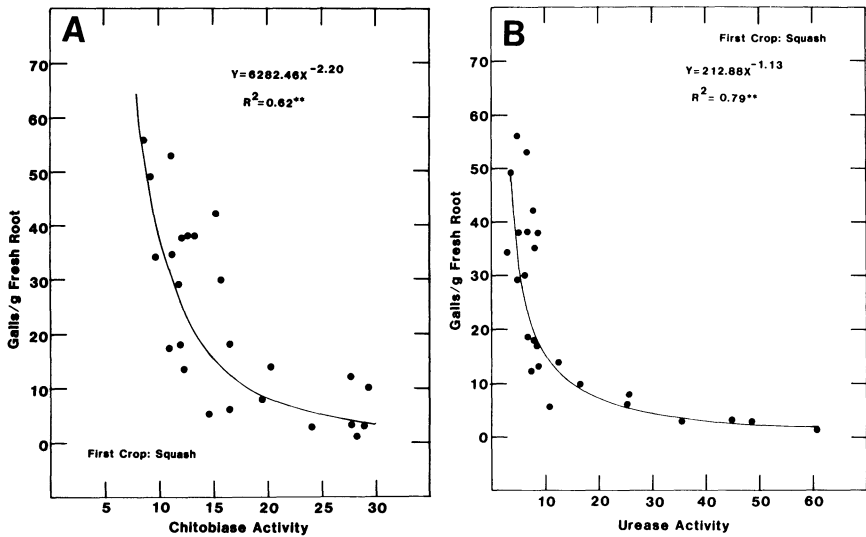 A
Y=6282.46X^-2.20
R^2=0.62**
70
60
50
40
30
20
10
0
Galls/g Fresh Root
First Crop: Squash
5 10 15 20 25 30
Chitobiase Activity
B
First Crop: Squash
Y=212.88X^-1.13
R^2=0.79**
70
60
50
40
30
20
10
0
Galls/g Fresh Root
10 20 30 40 50 60
Urease Activity